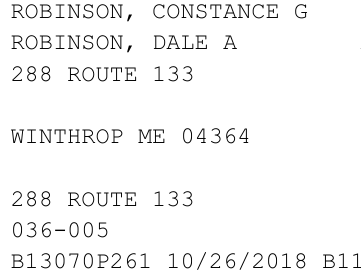 ROBINSON, CONSTANCE G
ROBINSON, DALE A
288 ROUTE 133
WINTHROP ME 04364
288 ROUTE 133
036-005
B13070P261 10/26/2018 B11